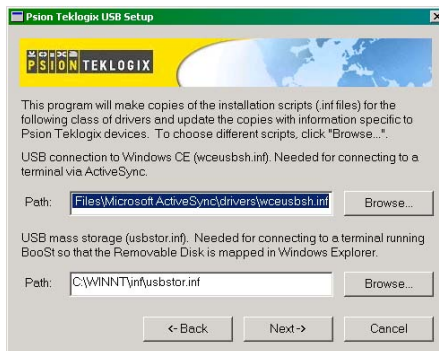 Psion Teklogix USB Setup
PSION TEKLOGIX
This program will make copies of the installation scripts (.inf files) for the
following class of drivers and update the copies with information specific to
Psion Teklogix devices. To choose different scripts, click "Browse...".
USB connection to Windows CE (wceusbsh.inf). Needed for connecting to a
terminal via ActiveSync.
Path: Files\Microsoft ActiveSync\drivers\wceusbsh.inf Browse...
USB mass storage (usbstor.inf). Needed for connecting to a terminal running
BooSt so that the Removable Disk is mapped in Windows Explorer.
Path: C:\WINNT\inf\usbstor.inf Browse...
<- Back Next -> Cancel